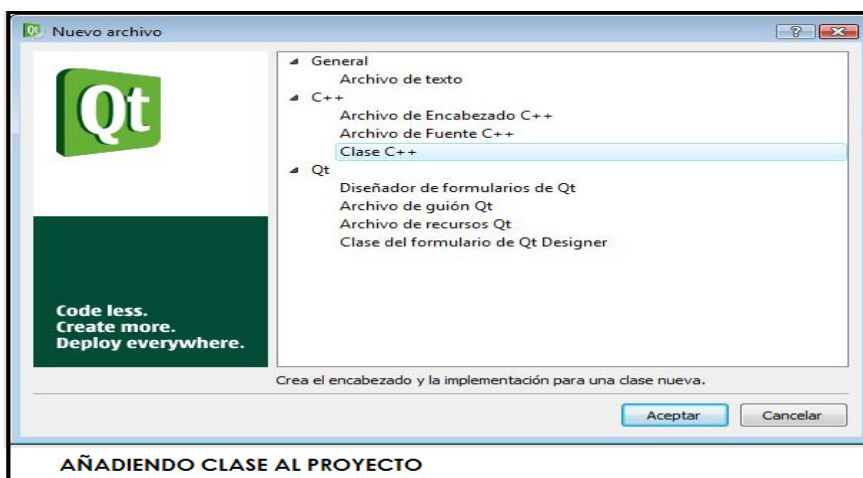 Nuevo archivo
Qt
General
Archivo de texto
C++
Archivo de Encabezado C++
Archivo de Fuente C++
Clase C++
Qt
Diseñador de formularios de Qt
Archivo de guión Qt
Archivo de recursos Qt
Clase del formulario de Qt Designer
Code less.
Create more.
Deploy everywhere.
Crea el encabezado y la implementación para una clase nueva.
Aceptar
Cancelar
AÑADIENDO CLASE AL PROYECTO